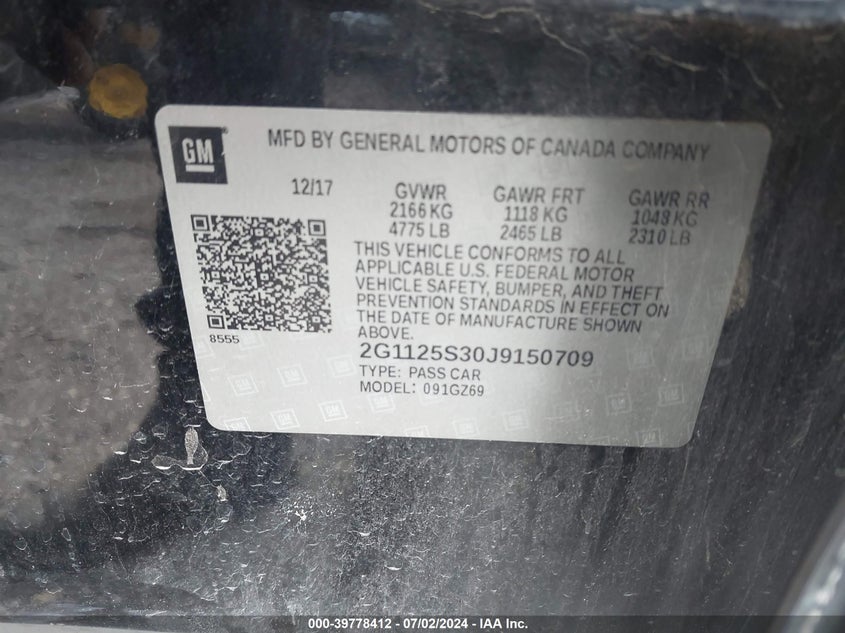 GM
MFD BY GENERAL MOTORS OF CANADA COMPANY
12/17
GVWR
2166 KG
4775 LB
GAWR FRT
1118 KG
2465 LB
GAWR RR
1048 KG
2310 LB
THIS VEHICLE CONFORMS TO ALL
APPLICABLE U.S. FEDERAL MOTOR
VEHICLE SAFETY, BUMPER, AND THEFT
PREVENTION STANDARDS IN EFFECT ON
THE DATE OF MANUFACTURE SHOWN
ABOVE.
8555
2G1125S30J9150709
TYPE: PASS CAR
MODEL: 091GZ69
000-39778412 - 07/02/2024 - IAA Inc.